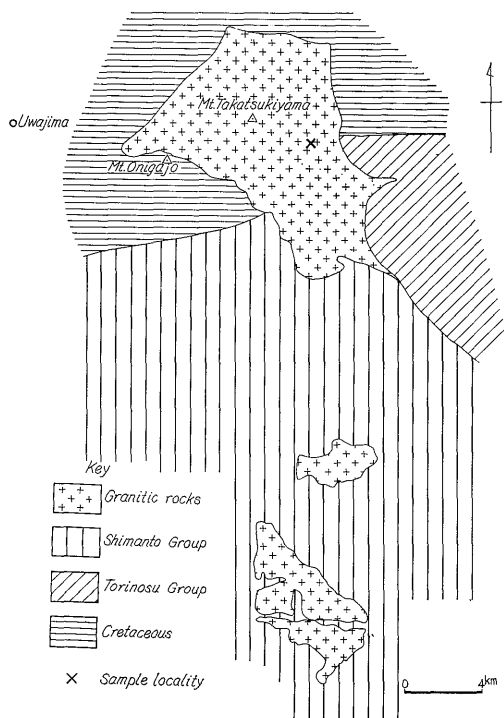 Mt.Takatsukiyama
Uwajima
Mt.Onigajo
Key
Granitic rocks
Shimanto Group
Torinosu Group
Cretaceous
Sample locality
0 4km